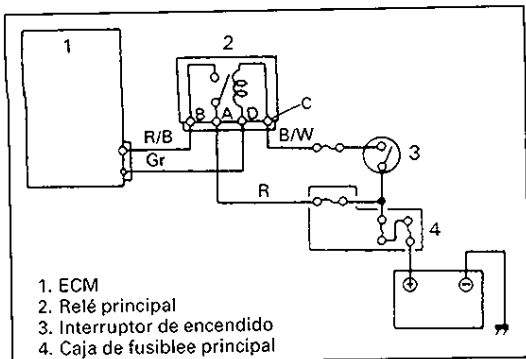 1
2
B A D
C
R/B
B/W
3
Gr
R
4
+ −
1. ECM
2. Relé principal
3. Interruptor de encendido
4. Caja de fusiblee principal